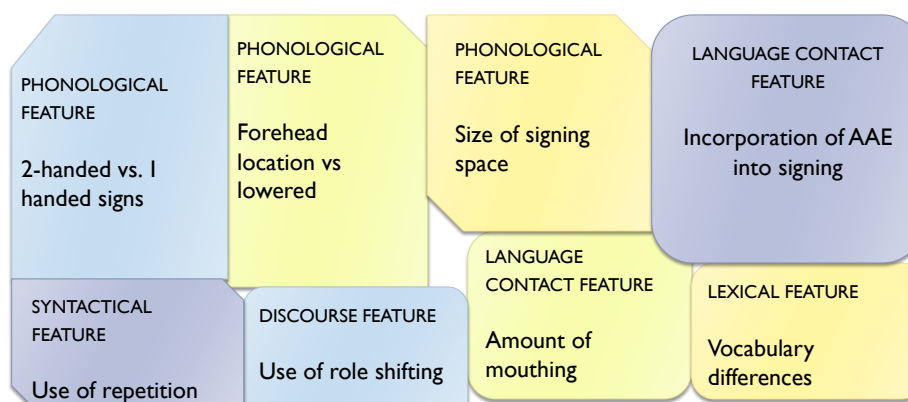 PHONOLOGICAL
FEATURE
2-handed vs. 1
handed signs
PHONOLOGICAL
FEATURE
Forehead
location vs
lowered
PHONOLOGICAL
FEATURE
Size of signing
space
LANGUAGE CONTACT
FEATURE
Incorporation of AAE
into signing
SYNTACTICAL
FEATURE
Use of repetition
DISCOURSE FEATURE
Use of role shifting
LANGUAGE
CONTACT FEATURE
Amount of
mouthing
LEXICAL FEATURE
Vocabulary
differences